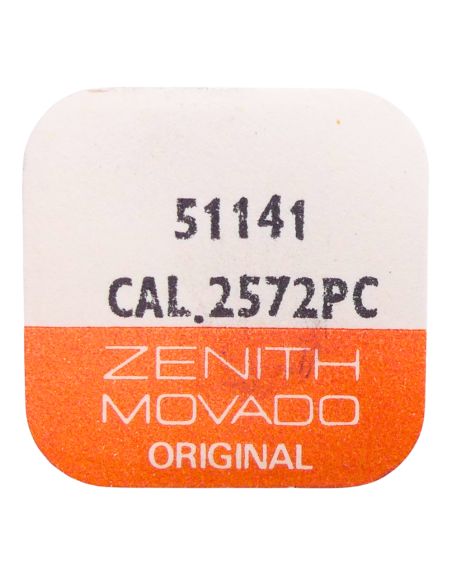 51141
CAL.2572PC
ZENITH
MOVADO
ORIGINAL